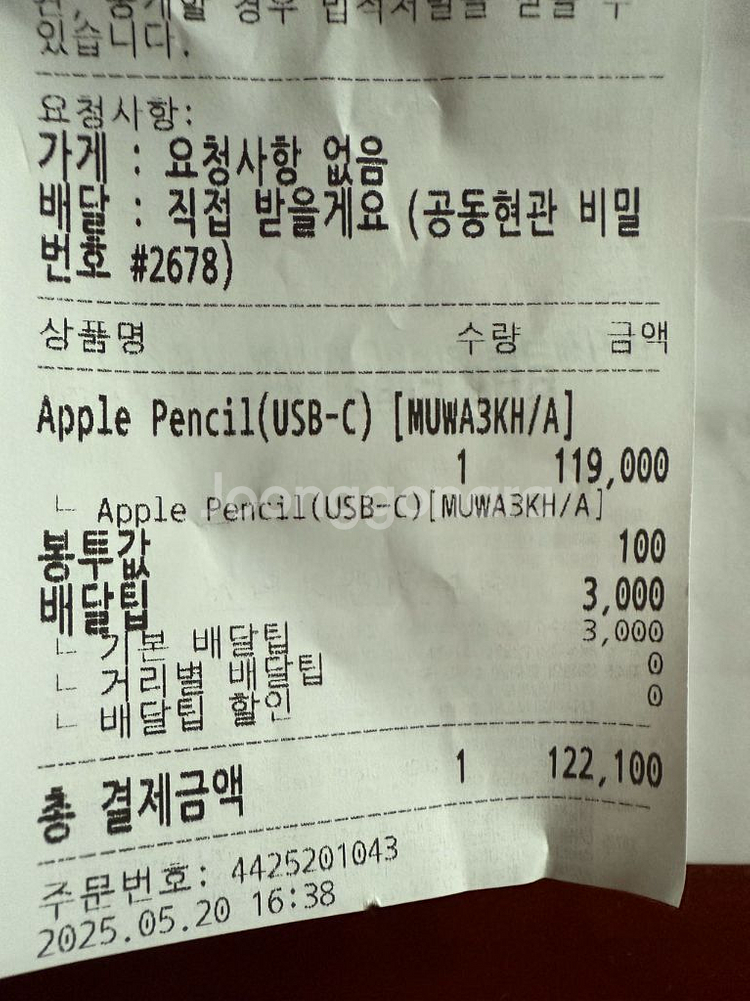 있습니다.
요청사항:
가게 : 요청사항 없음
배달 : 직접 받을게요 (공동현관 비밀
번호 #2678)
상품명 수량 금액
Apple Pencil(USB-C) [MUWA3KH/A]
1 119,000
└ Apple Pencil(USB-C)[MUWA3KH/A]
joonggonara
봉투값 100
배달팁 3,000
└ 기본 배달팁 3,000
└ 거리별 배달팁 0
└ 배달팁 할인 0
총 결제금액 1 122,100
주문번호: 4425201043
2025.05.20 16:38